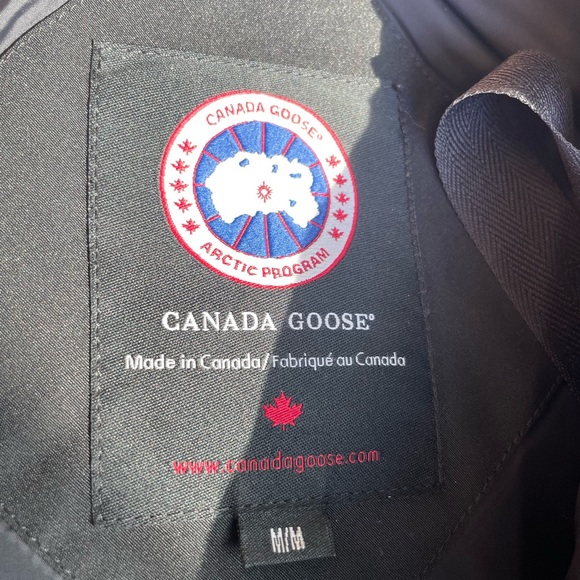 CANADA GOOSE®
ARCTIC PROGRAM
CANADA GOOSE®
Made in Canada/Fabriqué au Canada
www.canadagoose.com
M/M